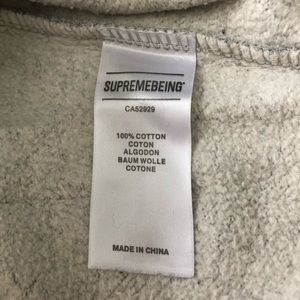 SUPREMEBEING
CA52929
100% COTTON
COTON
ALGODON
BAUM WOLLE
COTONE
MADE IN CHINA